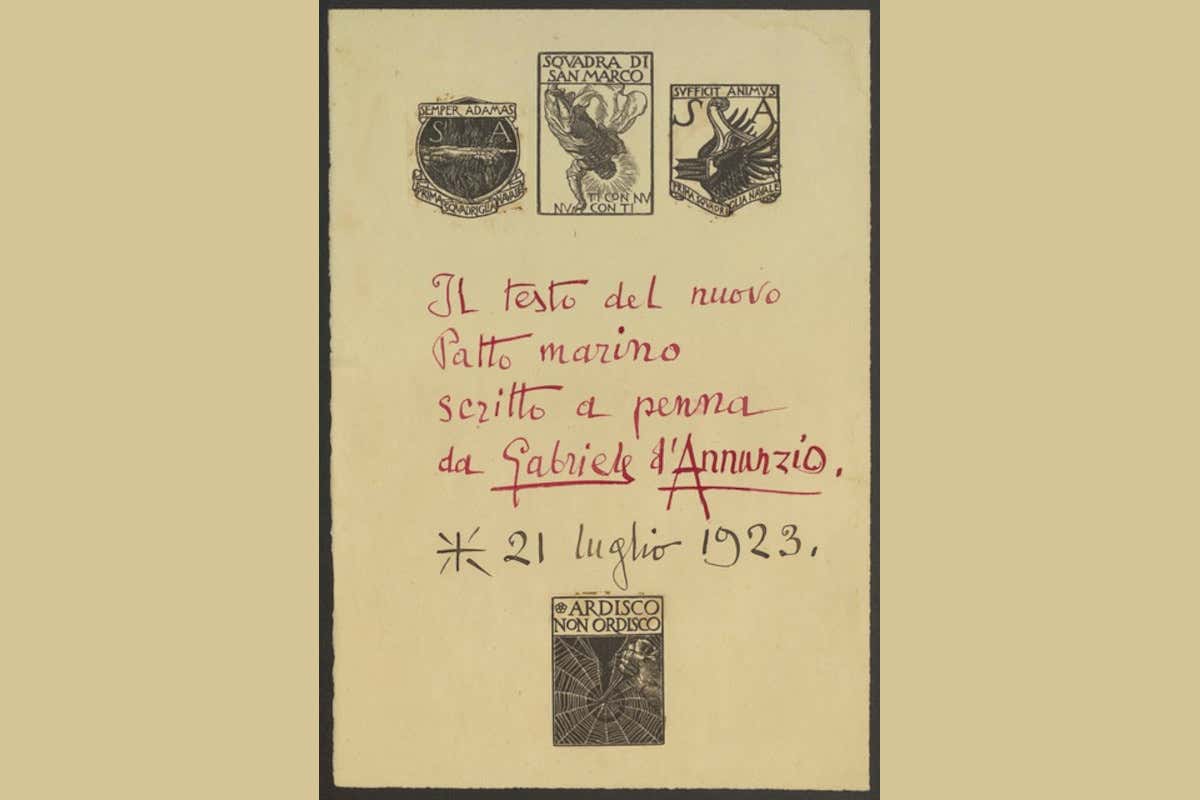 SEMPER ADAMAS
S A
PRIMA SQVADRIGLIA NAVALE
SQVADRA DI
SAN MARCO
TI CON NV
NV CON TI
SVFFICIT ANIMVS
S A
PRIMA SQVADRIGLIA NAVALE
Il testo del nuovo
Patto marino
scritto a penna
da Gabriele d'Annunzio.
21 luglio 1923.
ARDISCO
NON ORDISCO